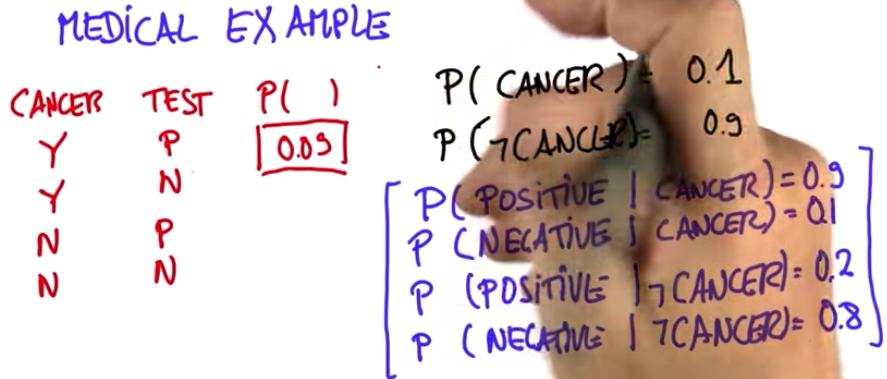 MEDICAL EXAMPLE
CANCER TEST P( )
Y P 0.09
Y N
N P
N N
P(CANCER) = 0.1
P(¬CANCER) = 0.9
P(POSITIVE | CANCER) = 0.9
P(NEGATIVE | CANCER) = 0.1
P(POSITIVE | ¬CANCER) = 0.2
P(NEGATIVE | ¬CANCER) = 0.8